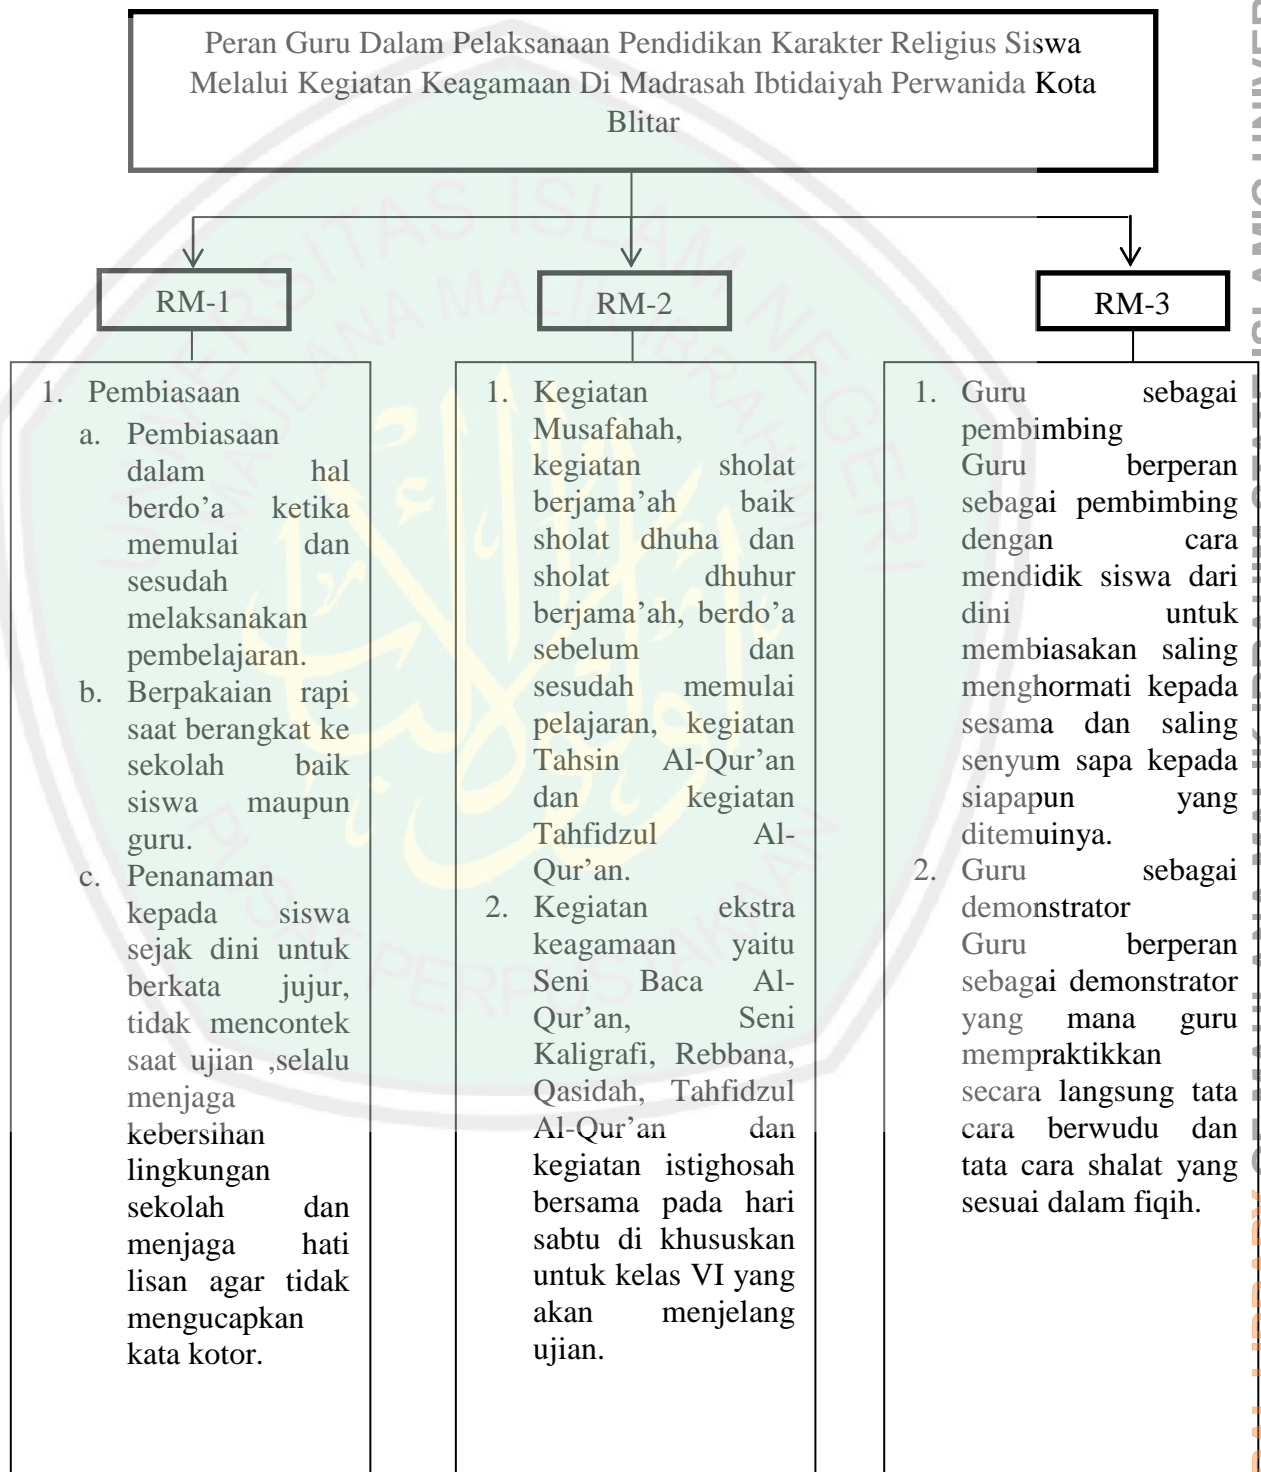 Peran Guru Dalam Pelaksanaan Pendidikan Karakter Religius Siswa
Melalui Kegiatan Keagamaan Di Madrasah Ibtidaiyah Perwanida Kota
Blitar
RM-1
RM-2
RM-3
1. Pembiasaan
a. Pembiasaan
dalam hal
berdo’a ketika
memulai dan
sesudah
melaksanakan
pembelajaran.
b. Berpakaian rapi
saat berangkat ke
sekolah baik
siswa maupun
guru.
c. Penanaman
kepada siswa
sejak dini untuk
berkata jujur,
tidak mencontek
saat ujian ,selalu
menjaga
kebersihan
lingkungan
sekolah dan
menjaga hati
lisan agar tidak
mengucapkan
kata kotor.
1. Kegiatan
Musafahah,
kegiatan sholat
berjama’ah baik
sholat dhuha dan
sholat dhuhur
berjama’ah, berdo’a
sebelum dan
sesudah memulai
pelajaran, kegiatan
Tahsin Al-Qur’an
dan kegiatan
Tahfidzul Al-
Qur’an.
2. Kegiatan ekstra
keagamaan yaitu
Seni Baca Al-
Qur’an, Seni
Kaligrafi, Rebbana,
Qasidah, Tahfidzul
Al-Qur’an dan
kegiatan istighosah
bersama pada hari
sabtu di khususkan
untuk kelas VI yang
akan menjelang
ujian.
1. Guru sebagai
pembimbing
Guru berperan
sebagai pembimbing
dengan cara
mendidik siswa dari
dini untuk
membiasakan saling
menghormati kepada
sesama dan saling
senyum sapa kepada
siapapun yang
ditemuinya.
2. Guru sebagai
demonstrator
Guru berperan
sebagai demonstrator
yang mana guru
mempraktikkan
secara langsung tata
cara berwudu dan
tata cara shalat yang
sesuai dalam fiqih.
UNIVERSITAS ISLAM NEGERI
MAULANA MALIK IBRAHIM
PUSAT PERPUSTAKAAN